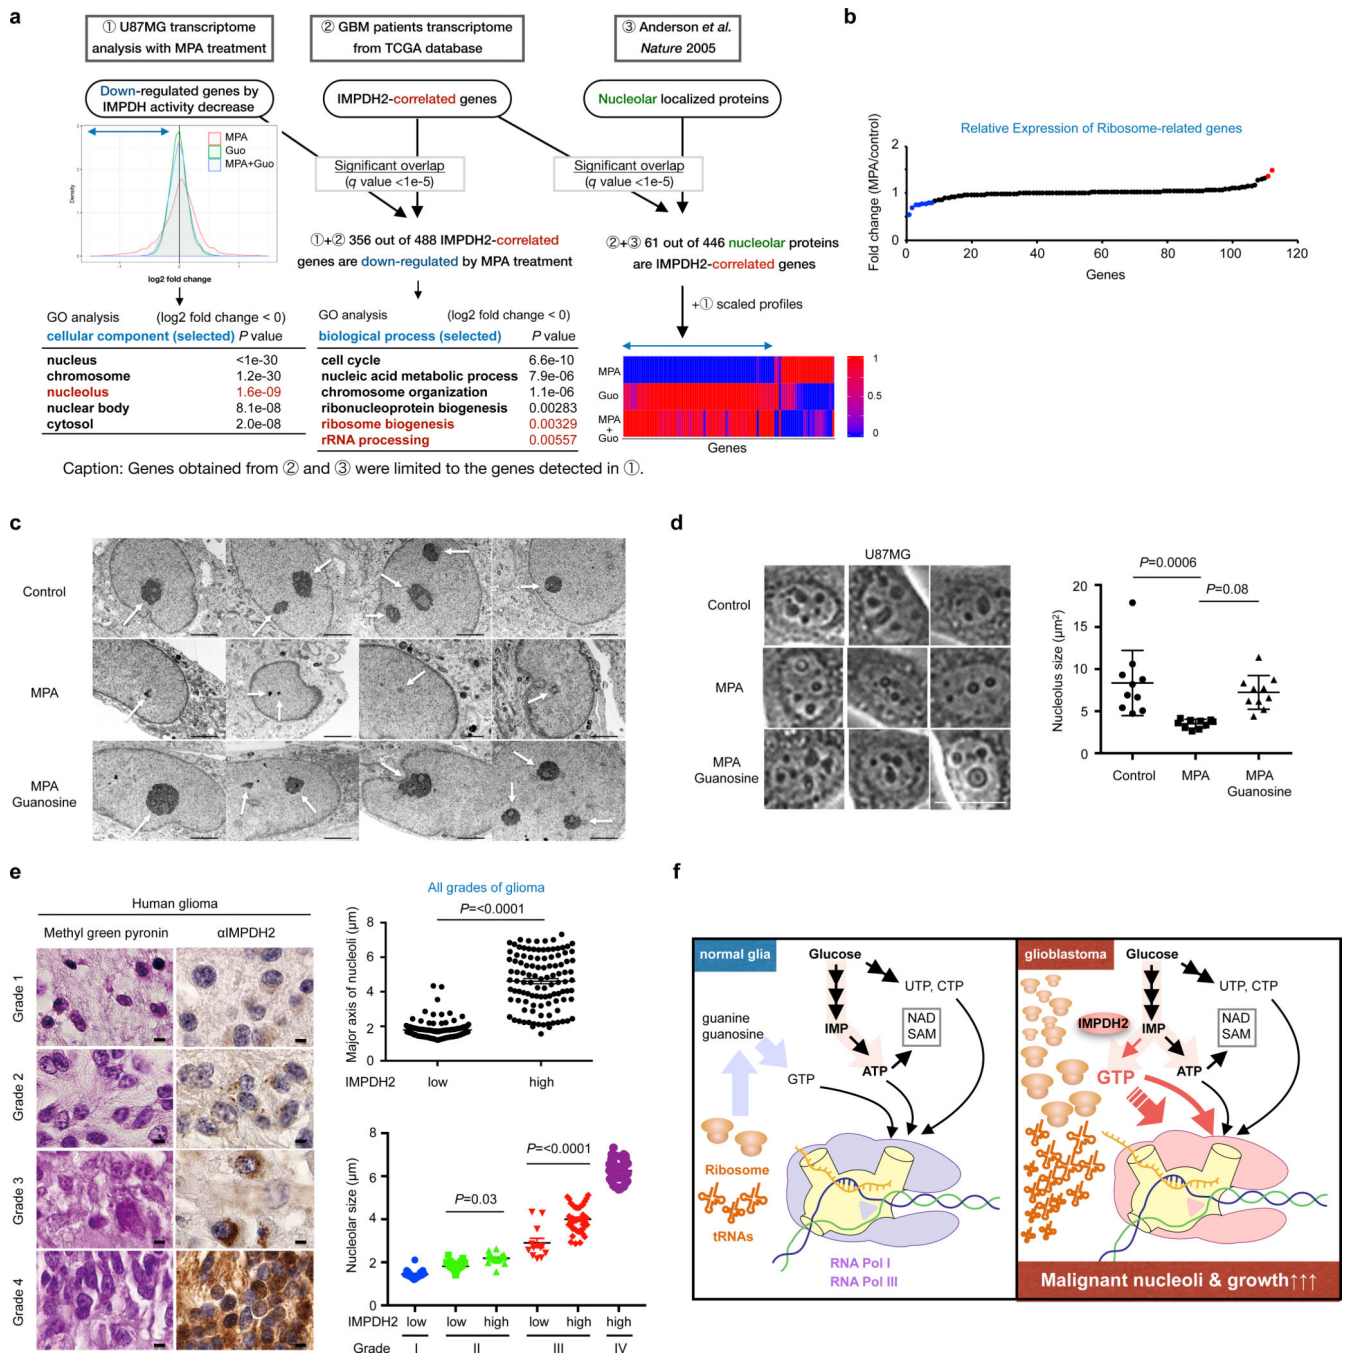 a
① U87MG transcriptome
analysis with MPA treatment
② GBM patients transcriptome
from TCGA database
③ Anderson et al.
Nature 2005
Down-regulated genes by
IMPDH activity decrease
IMPDH2-correlated genes
Nucleolar localized proteins
MPA
Guo
MPA+Guo
Density
log2 fold change
Significant overlap
(q value <1e-5)
Significant overlap
(q value <1e-5)
①+② 356 out of 488 IMPDH2-correlated
genes are down-regulated by MPA treatment
②+③ 61 out of 446 nucleolar proteins
are IMPDH2-correlated genes
+① scaled profiles
GO analysis (log2 fold change < 0)
cellular component (selected) P value
nucleus <1e-30
chromosome 1.2e-30
nucleolus 1.6e-09
nuclear body 8.1e-08
cytosol 2.0e-08
GO analysis (log2 fold change < 0)
biological process (selected) P value
cell cycle 6.6e-10
nucleic acid metabolic process 7.9e-06
chromosome organization 1.1e-06
ribonucleoprotein biogenesis 0.00283
ribosome biogenesis 0.00329
rRNA processing 0.00557
MPA
Guo
MPA
+
Guo
Genes
1
0.5
0
Caption: Genes obtained from ② and ③ were limited to the genes detected in ①.
b
Relative Expression of Ribosome-related genes
Fold change (MPA/control)
2
1
0
0 20 40 60 80 100 120
Genes
c
Control
MPA
MPA
Guanosine
d
U87MG
Control
MPA
MPA
Guanosine
P=0.0006
P=0.08
Nucleolus size (µm²)
20
15
10
5
0
Control MPA MPA
Guanosine
e
Human glioma
Methyl green pyronin αIMPDH2
Grade 1
Grade 2
Grade 3
Grade 4
All grades of glioma
P=<0.0001
Major axis of nucleoli (µm)
8
6
4
2
0
IMPDH2 low high
P=<0.0001
P=0.03
Nucleolar size (µm)
8
6
4
2
0
IMPDH2 low low high low high high
Grade I II III IV
f
normal glia
Glucose
UTP, CTP
guanine
guanosine
IMP
NAD
SAM
GTP
ATP
Ribosome
tRNAs
RNA Pol I
RNA Pol III
glioblastoma
Glucose
UTP, CTP
IMPDH2
IMP
NAD
SAM
GTP
ATP
Malignant nucleoli & growth↑↑↑